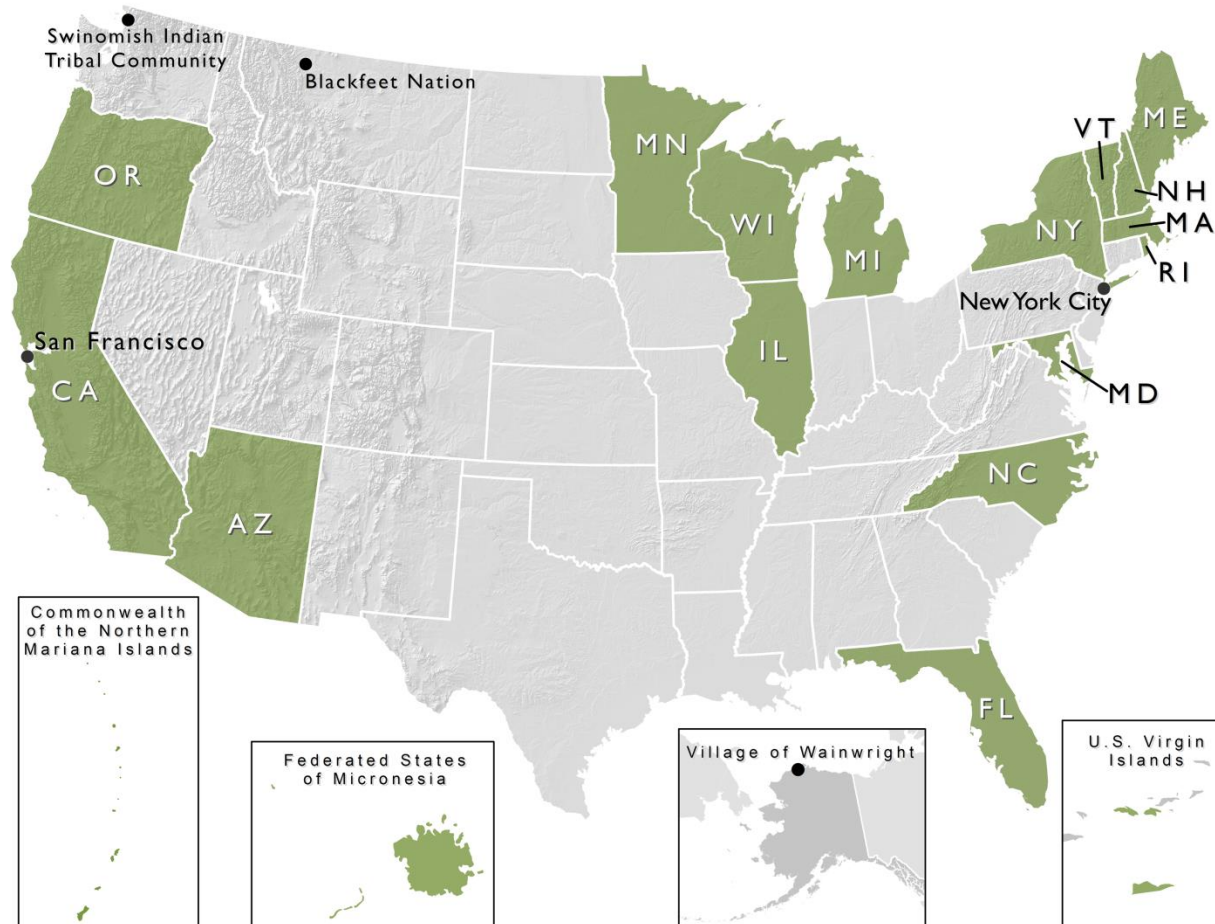 Swinomish Indian
Tribal Community
Blackfeet Nation
OR
MN
WI
MI
VT
ME
NH
MA
NY
RI
New York City
San Francisco
CA
IL
MD
AZ
NC
FL
Commonwealth
of the Northern
Mariana Islands
Federated States
of Micronesia
Village of Wainwright
U.S. Virgin
Islands